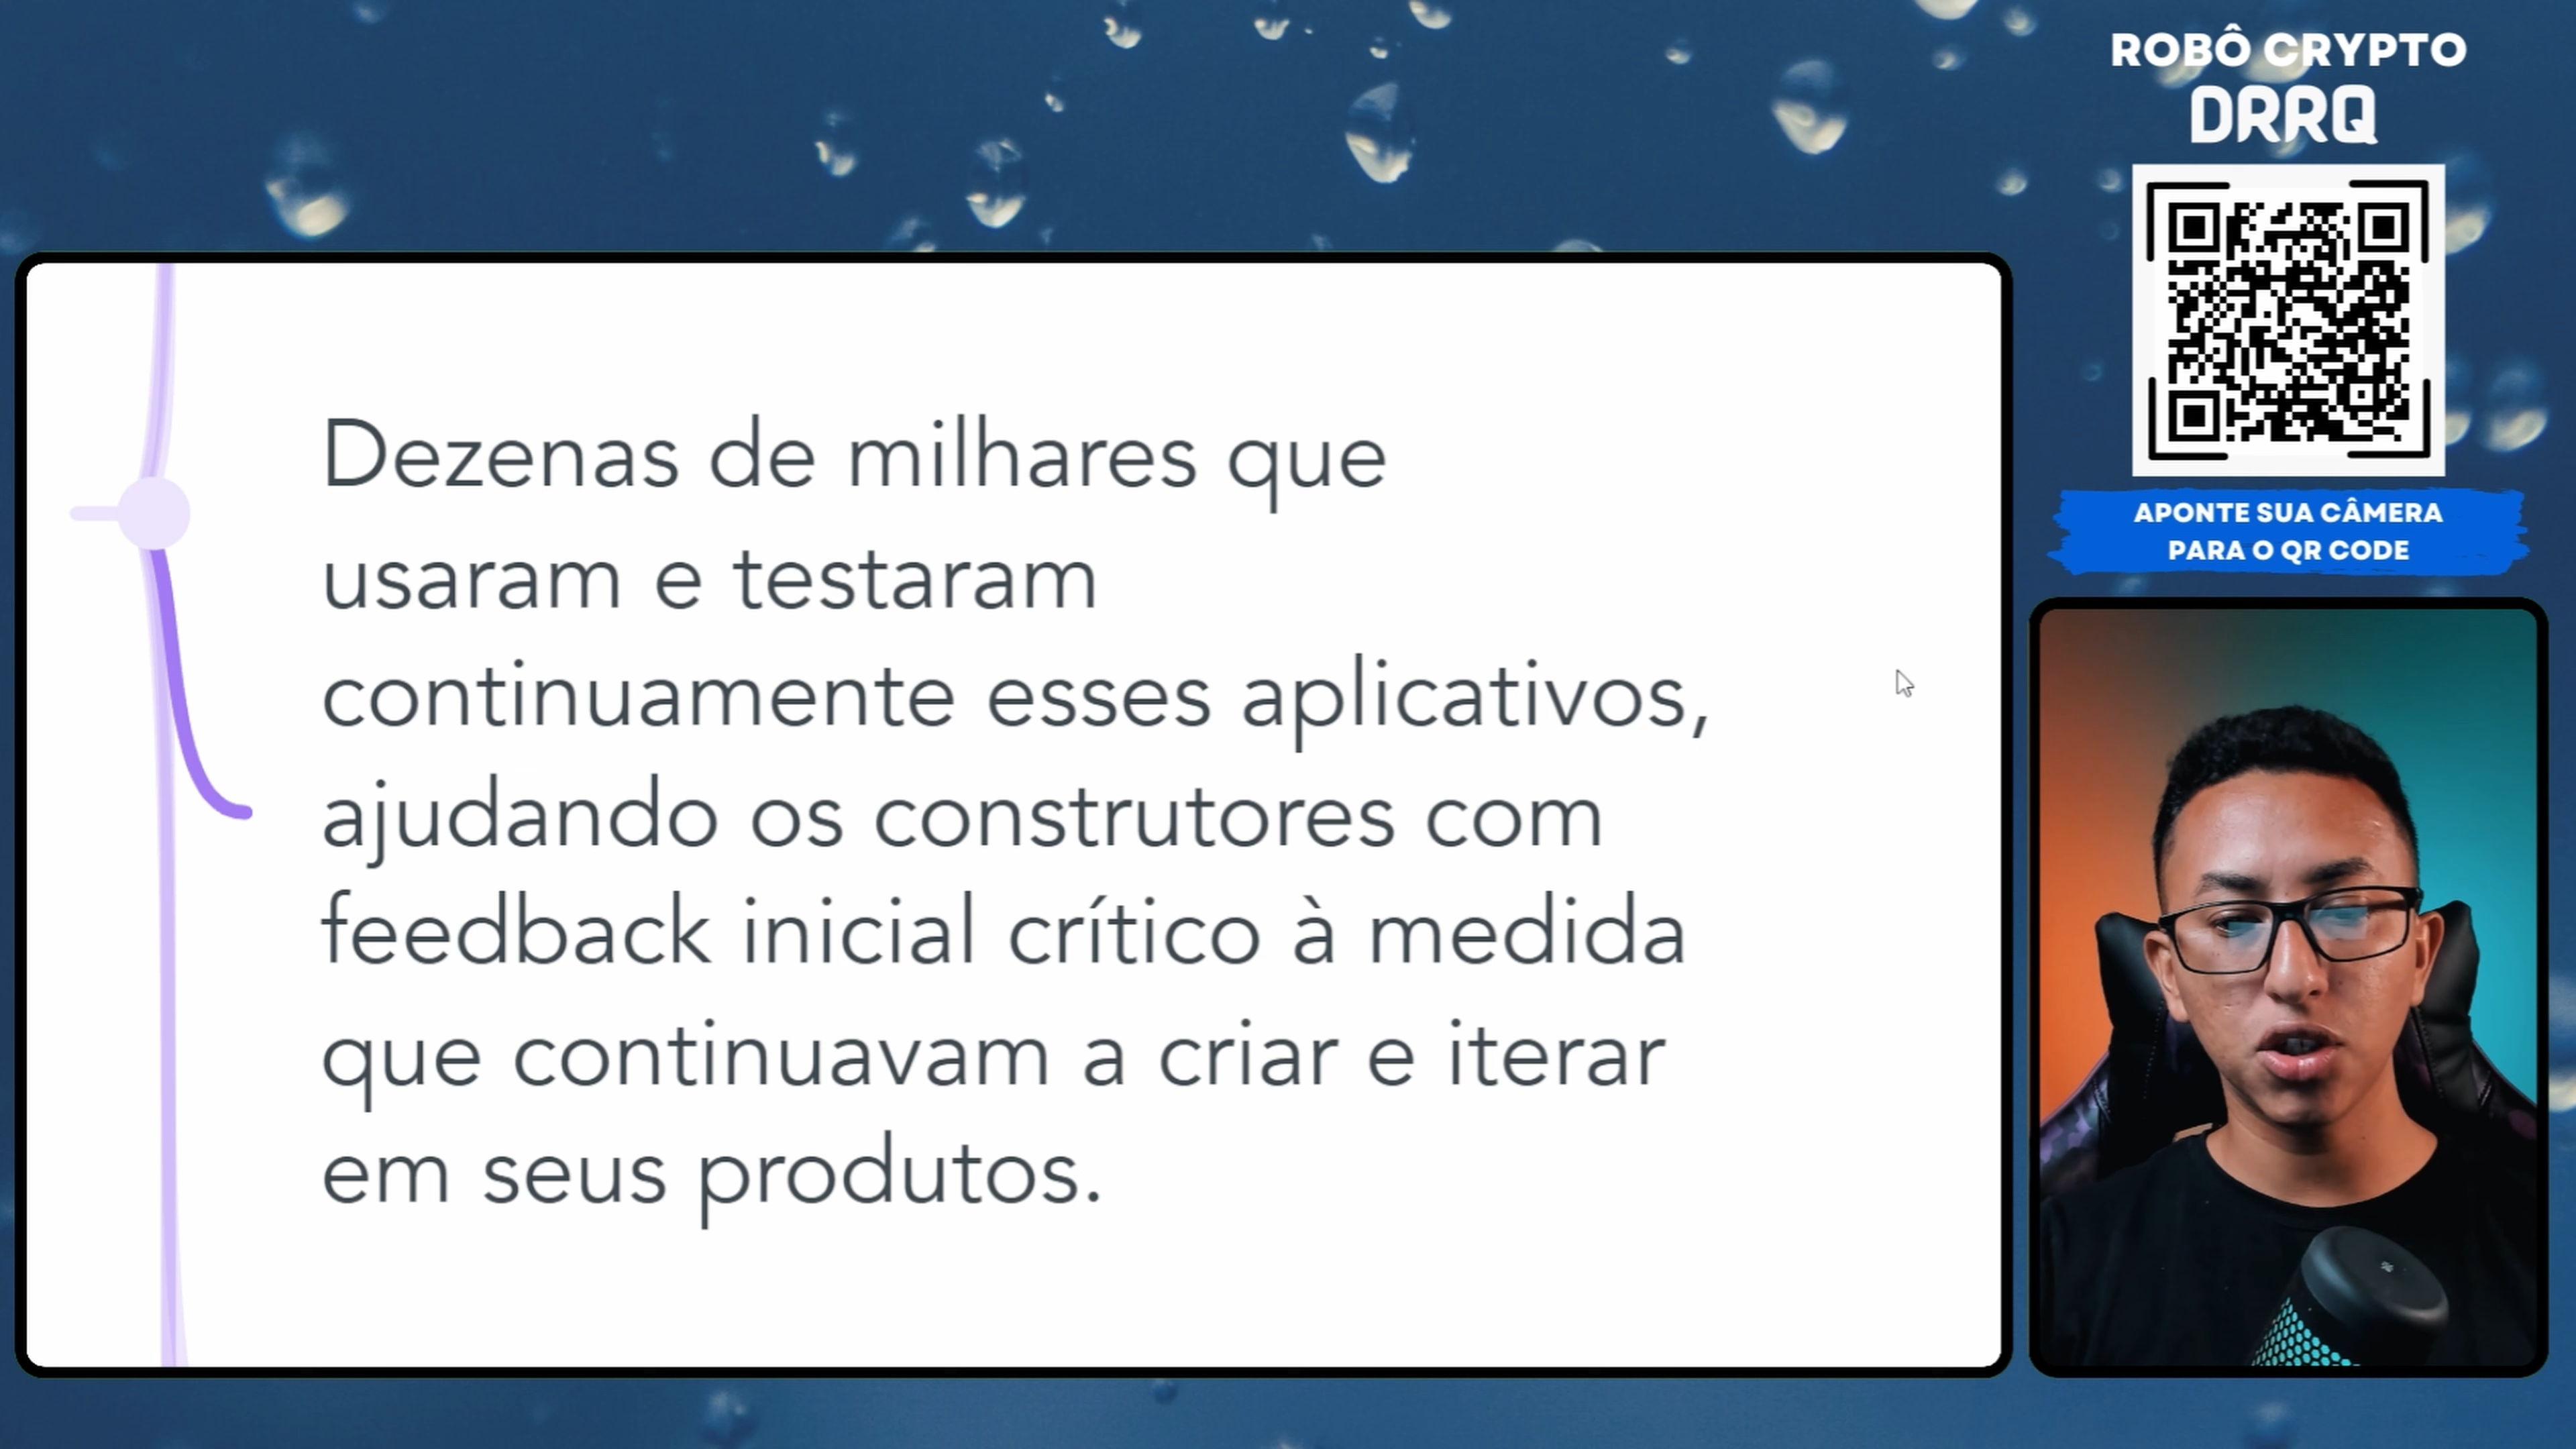 ROBÔ CRYPTO
DRRQ
APONTE SUA CÂMERA
PARA O QR CODE
Dezenas de milhares que
usaram e testaram
continuamente esses aplicativos,
ajudando os construtores com
feedback inicial crítico à medida
que continuavam a criar e iterar
em seus produtos.